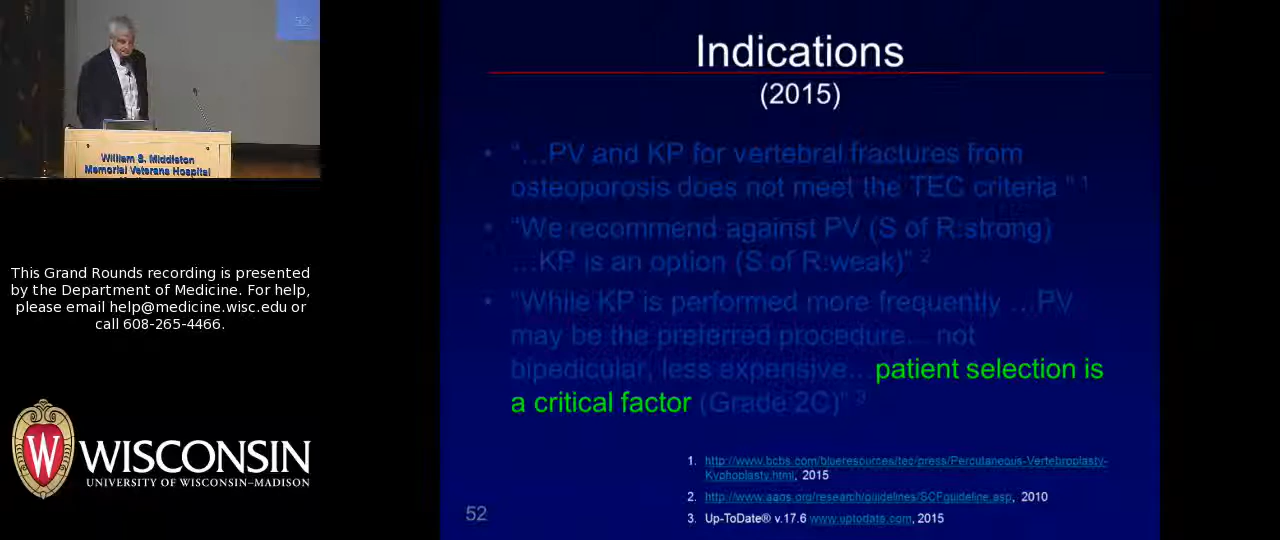 52
William S. Middleton
Memorial Veterans Hospital
This Grand Rounds recording is presented
by the Department of Medicine. For help,
please email help@medicine.wisc.edu or
call 608-265-4466.
W WISCONSIN
UNIVERSITY OF WISCONSIN–MADISON
Indications
(2015)
• “…PV and KP for vertebral fractures from
osteoporosis does not meet the TEC criteria ” 1
• “We recommend against PV (S of R:strong)
…KP is an option (S of R:weak)” 2
• “While KP is performed more frequently …PV
may be the preferred procedure… not
bipedicular, less expensive… patient selection is
a critical factor (Grade 2C)” 3
1. http://www.bcbs.com/blueresources/tec/press/Percutaneous-Vertebroplasty-
Kyphoplasty.html, 2015
2. http://www.aaos.org/research/guidelines/SCFguideline.asp, 2010
3. Up-ToDate® v.17.6 www.uptodate.com, 2015
52